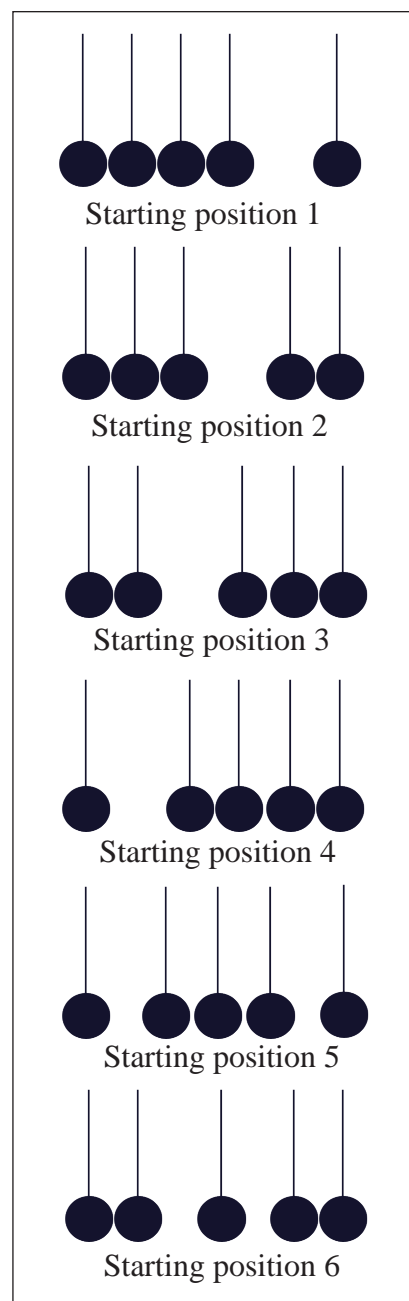 Starting position 1
Starting position 2
Starting position 3
Starting position 4
Starting position 5
Starting position 6